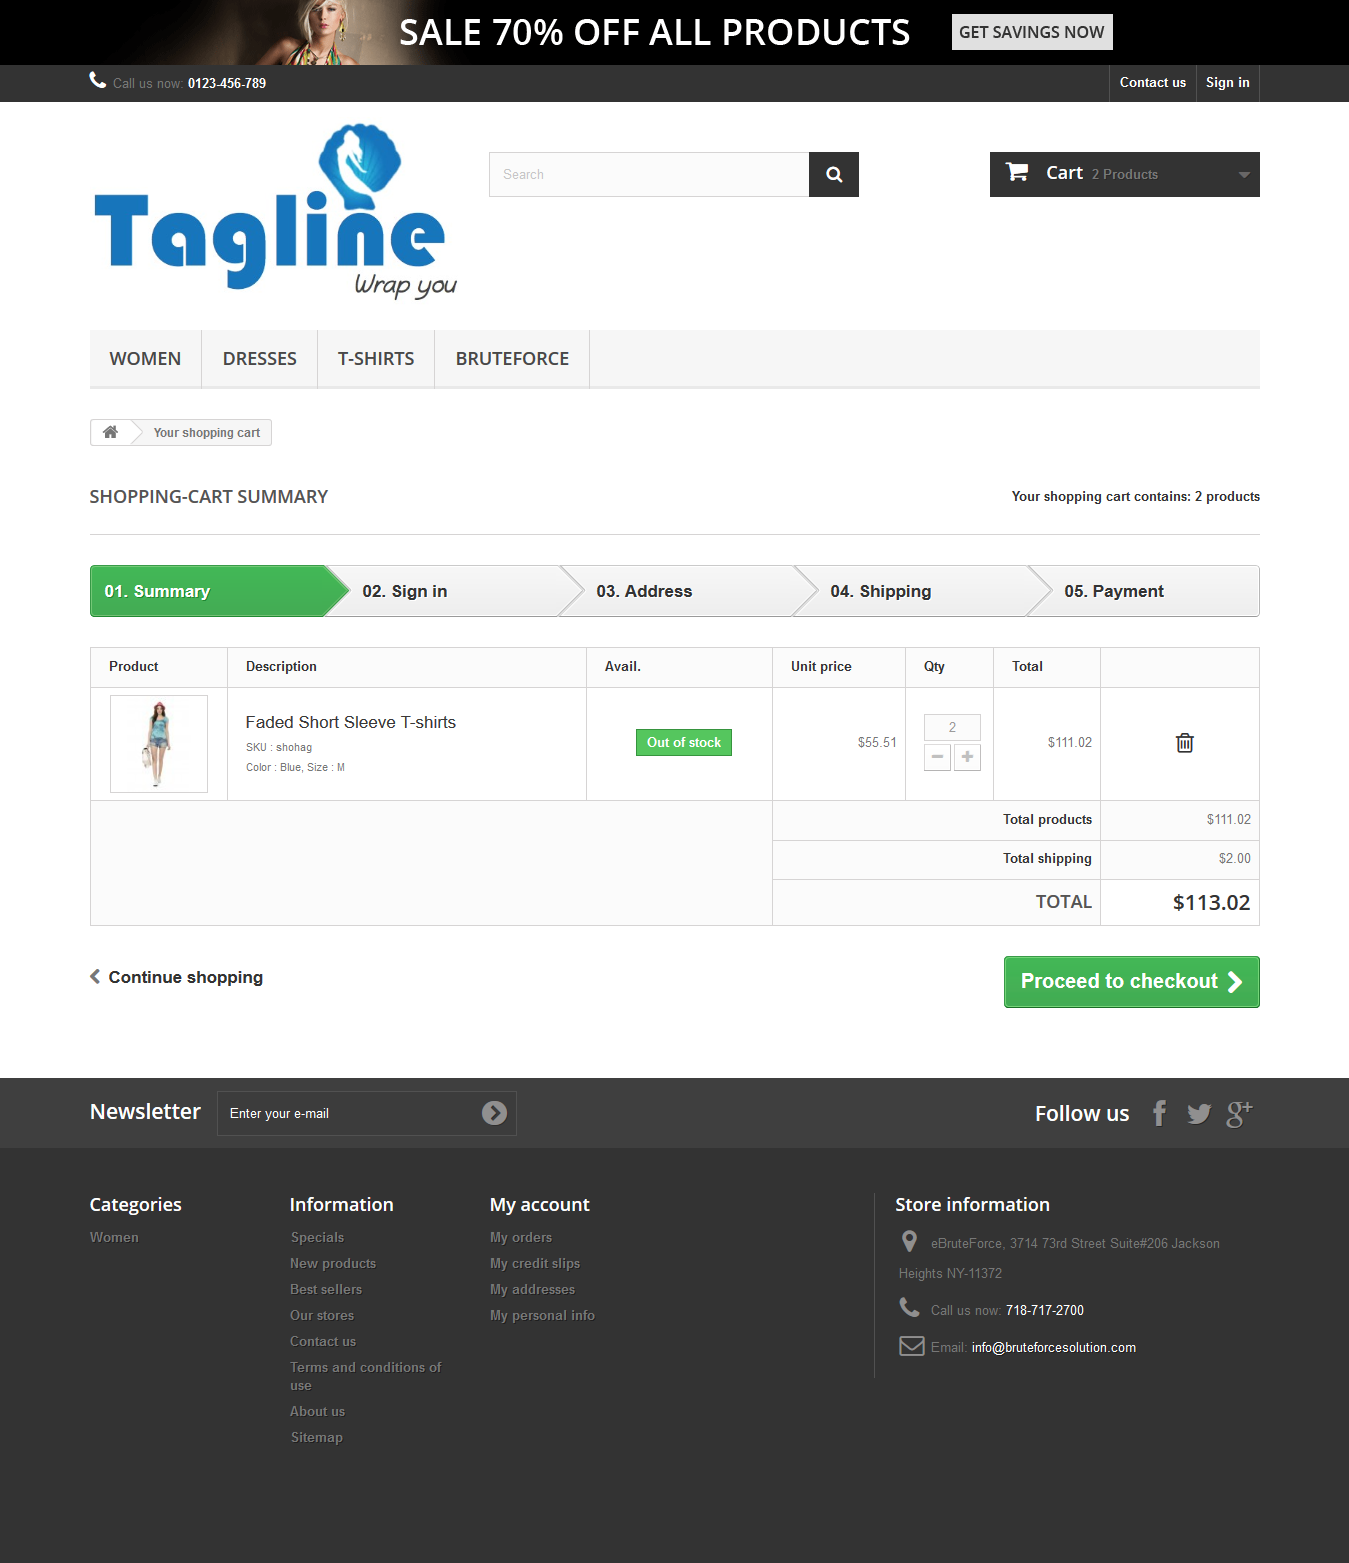 SALE 70% OFF ALL PRODUCTS GET SAVINGS NOW
Call us now: 0123-456-789 Contact us Sign in
Tagline
Wrap you
Search
Cart 2 Products
WOMEN DRESSES T-SHIRTS BRUTEFORCE
Your shopping cart
SHOPPING-CART SUMMARY Your shopping cart contains: 2 products
01. Summary 02. Sign in 03. Address 04. Shipping 05. Payment
Product Description Avail. Unit price Qty Total
Faded Short Sleeve T-shirts
SKU : shohag
Color : Blue, Size : M
Out of stock $55.51 2 $111.02
Total products $111.02
Total shipping $2.00
TOTAL $113.02
Continue shopping Proceed to checkout
Newsletter Enter your e-mail Follow us
Categories
Women
Information
Specials
New products
Best sellers
Our stores
Contact us
Terms and conditions of
use
About us
Sitemap
My account
My orders
My credit slips
My addresses
My personal info
Store information
eBruteForce, 3714 73rd Street Suite#206 Jackson
Heights NY-11372
Call us now: 718-717-2700
Email: info@bruteforcesolution.com